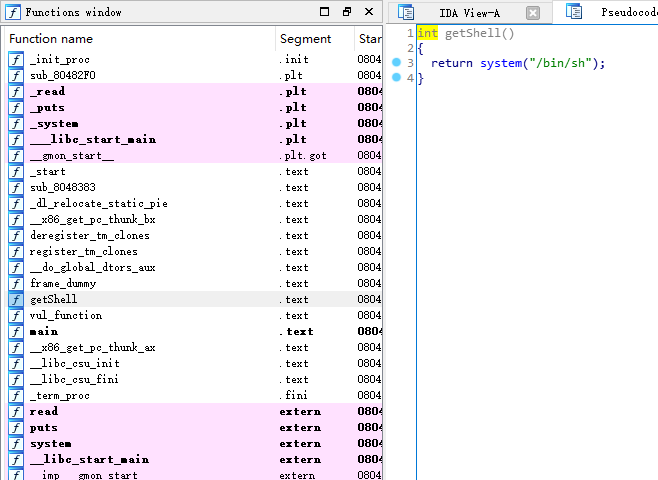 Functions window
Function name Segment Star
_init_proc .init 0804
sub_80482F0 .plt 0804
_read .plt 0804
_puts .plt 0804
_system .plt 0804
___libc_start_main .plt 0804
__gmon_start__ .plt.got 0804
_start .text 0804
sub_8048383 .text 0804
_dl_relocate_static_pie .text 0804
__x86_get_pc_thunk_bx .text 0804
deregister_tm_clones .text 0804
register_tm_clones .text 0804
__do_global_dtors_aux .text 0804
frame_dummy .text 0804
getShell .text 0804
vul_function .text 0804
main .text 0804
__x86_get_pc_thunk_ax .text 0804
__libc_csu_init .text 0804
__libc_csu_fini .text 0804
_term_proc .fini 0804
read extern 0804
puts extern 0804
system extern 0804
__libc_start_main extern 0804
__imp___gmon_start extern 0804
IDA View-A Pseudocod
1 int getShell()
2 {
3 return system("/bin/sh");
4 }